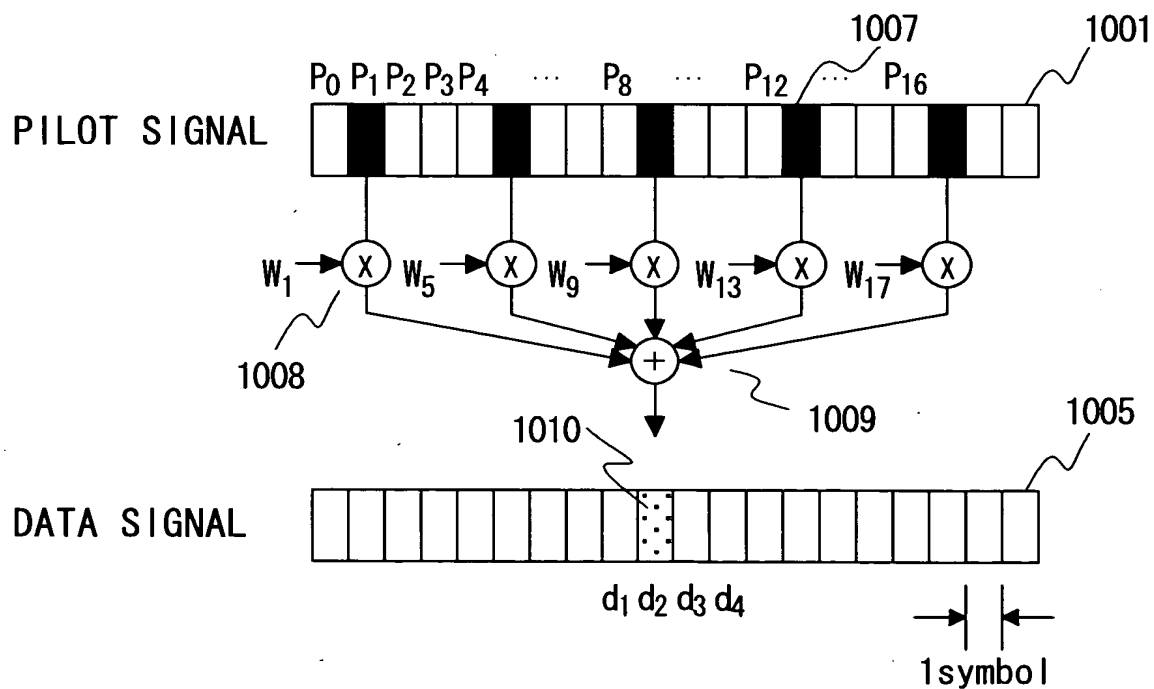 1007
1001
P0 P1 P2 P3 P4 ... P8 ... P12 ... P16
PILOT SIGNAL
W1 X W5 X W9 X W13 X W17 X
1008
+
1009
1010
1005
DATA SIGNAL
d1 d2 d3 d4
1symbol